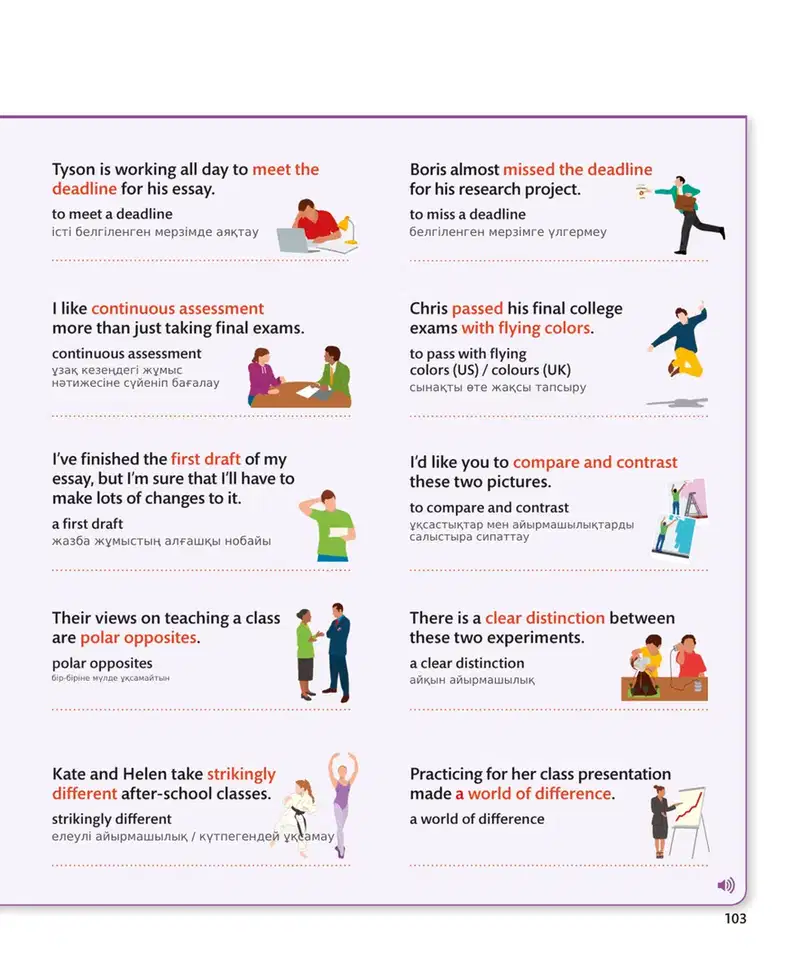 Tyson is working all day to meet the
deadline for his essay.
to meet a deadline
істі белгіленген мерзімде аяқтау
Boris almost missed the deadline
for his research project.
to miss a deadline
белгіленген мерзімге үлгермеу
I like continuous assessment
more than just taking final exams.
continuous assessment
ұзақ кезеңдегі жұмыс
нәтижесіне сүйеніп бағалау
Chris passed his final college
exams with flying colors.
to pass with flying
colors (US) / colours (UK)
сынақты өте жақсы тапсыру
I've finished the first draft of my
essay, but I'm sure that I'll have to
make lots of changes to it.
a first draft
жазба жұмыстың алғашқы нобайы
I'd like you to compare and contrast
these two pictures.
to compare and contrast
ұқсастықтар мен айырмашылықтарды
салыстыра сипаттау
Their views on teaching a class
are polar opposites.
polar opposites
бір-біріне мүлде ұқсамайтын
There is a clear distinction between
these two experiments.
a clear distinction
айқын айырмашылық
Kate and Helen take strikingly
different after-school classes.
strikingly different
елеулі айырмашылық / күтпегендей ұқсамау
Practicing for her class presentation
made a world of difference.
a world of difference
103